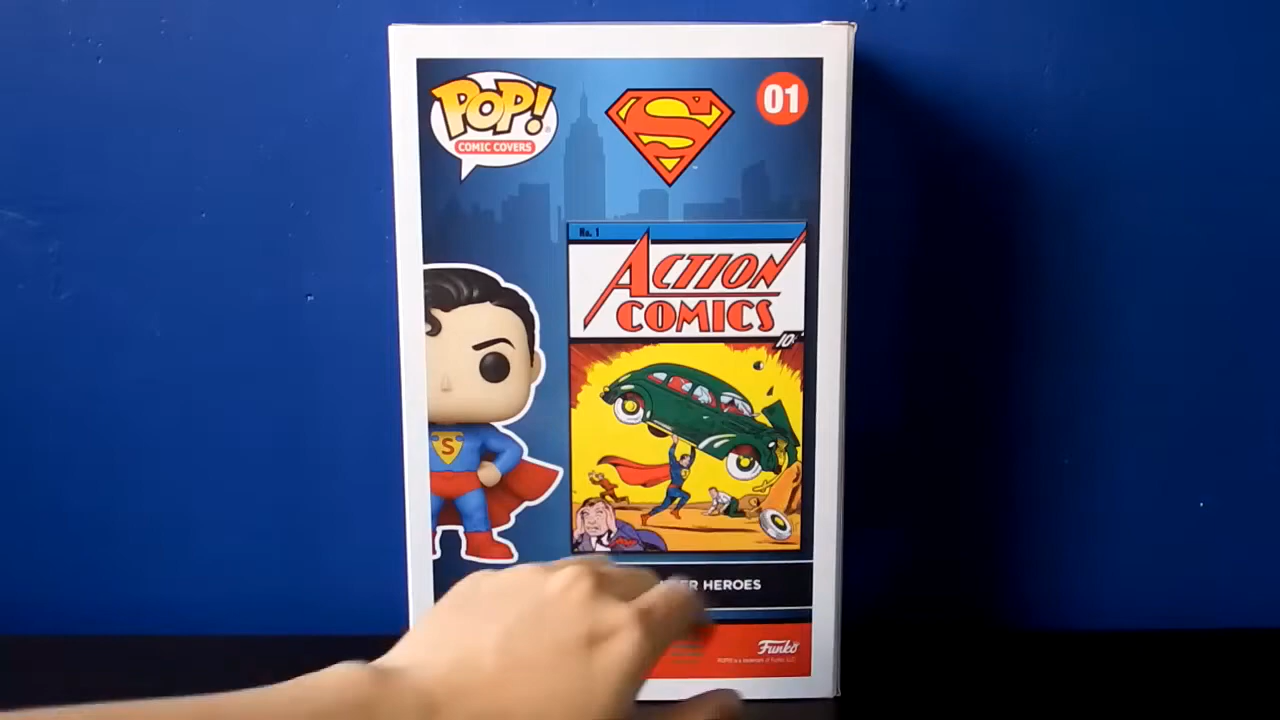 POP!
COMIC COVERS
S
01
No. 1
ACTION
COMICS
10¢
S
HEROES
Funko